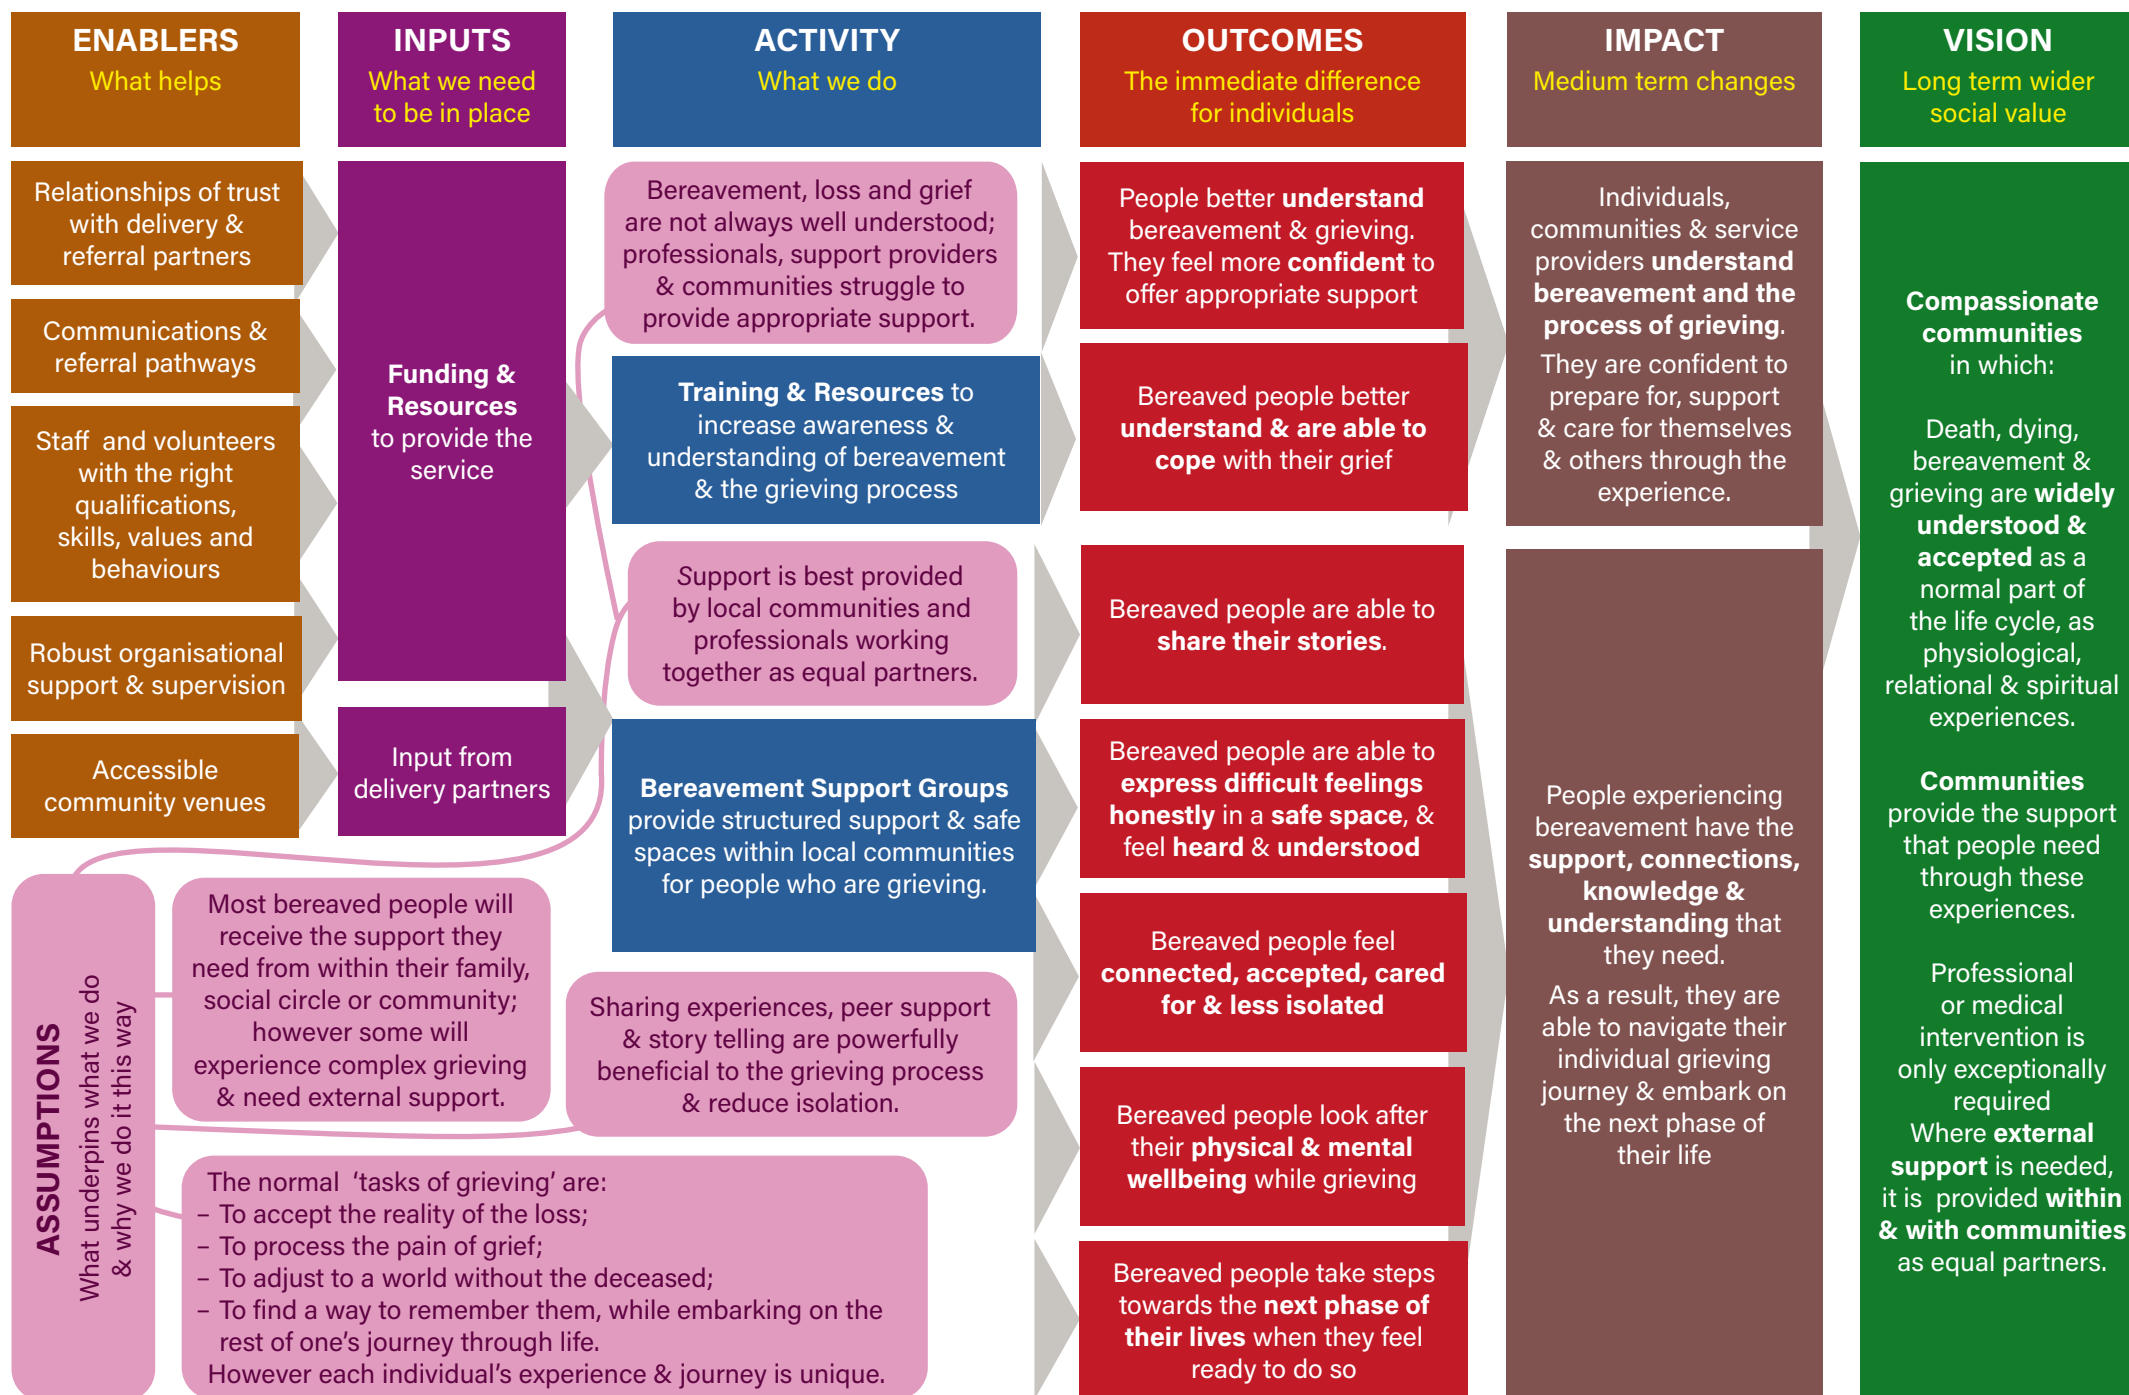 ENABLERS
What helps
Relationships of trust
with delivery &
referral partners
Communications &
referral pathways
Staff and volunteers
with the right
qualifications,
skills, values and
behaviours
Robust organisational
support & supervision
Accessible
community venues
INPUTS
What we need
to be in place
Funding &
Resources
to provide the
service
Input from
delivery partners
ACTIVITY
What we do
Bereavement, loss and grief
are not always well understood;
professionals, support providers
& communities struggle to
provide appropriate support.
Training & Resources to
increase awareness &
understanding of bereavement
& the grieving process
Support is best provided
by local communities and
professionals working
together as equal partners.
Bereavement Support Groups
provide structured support & safe
spaces within local communities
for people who are grieving.
OUTCOMES
The immediate difference
for individuals
People better understand
bereavement & grieving.
They feel more confident to
offer appropriate support
Bereaved people better
understand & are able to
cope with their grief
Bereaved people are able to
share their stories.
Bereaved people are able to
express difficult feelings
honestly in a safe space, &
feel heard & understood
Bereaved people feel
connected, accepted, cared
for & less isolated
Bereaved people look after
their physical & mental
wellbeing while grieving
Bereaved people take steps
towards the next phase of
their lives when they feel
ready to do so
IMPACT
Medium term changes
Individuals,
communities & service
providers understand
bereavement and the
process of grieving.
They are confident to
prepare for, support
& care for themselves
& others through the
experience.
People experiencing
bereavement have the
support, connections,
knowledge &
understanding that
they need.
As a result, they are
able to navigate their
individual grieving
journey & embark on
the next phase of
their life
VISION
Long term wider
social value
Compassionate
communities
in which:
Death, dying,
bereavement &
grieving are widely
understood &
accepted as a
normal part of
the life cycle, as
physiological,
relational & spiritual
experiences.
Communities
provide the support
that people need
through these
experiences.
Professional
or medical
intervention is
only exceptionally
required
Where external
support is needed,
it is provided within
& with communities
as equal partners.
ASSUMPTIONS
What underpins what we do
& why we do it this way
Most bereaved people will
receive the support they
need from within their family,
social circle or community;
however some will
experience complex grieving
& need external support.
Sharing experiences, peer support
& story telling are powerfully
beneficial to the grieving process
& reduce isolation.
The normal ‘tasks of grieving’ are:
– To accept the reality of the loss;
– To process the pain of grief;
– To adjust to a world without the deceased;
– To find a way to remember them, while embarking on the
rest of one’s journey through life.
However each individual’s experience & journey is unique.